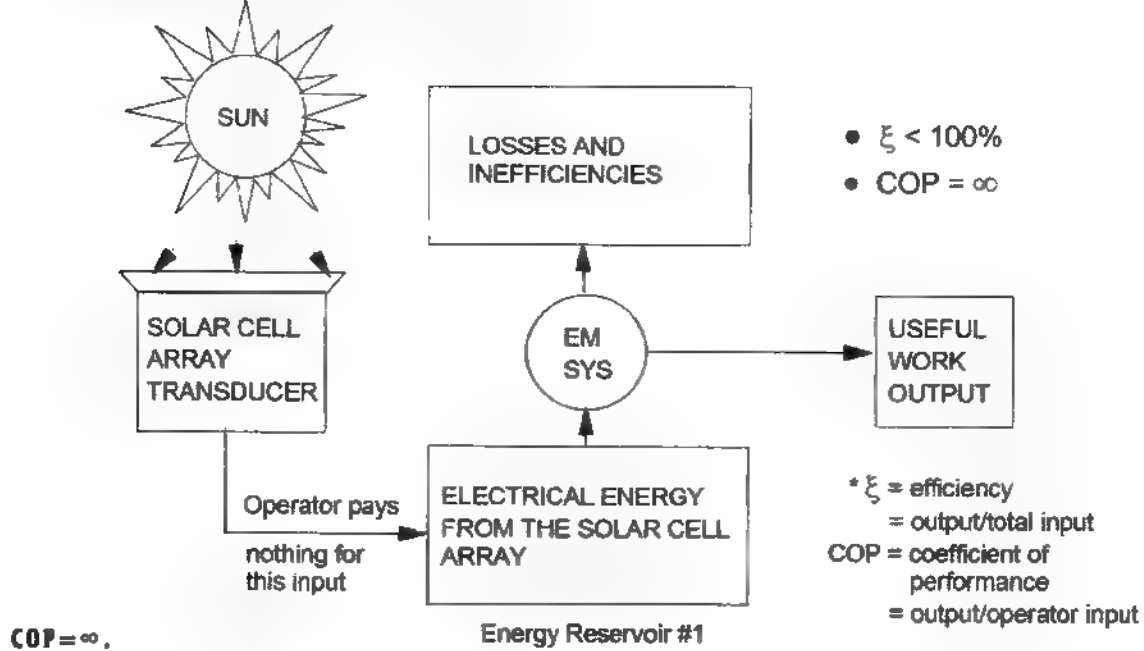 SUN
LOSSES AND
INEFFICIENCIES
• ξ < 100%
• COP = ∞
SOLAR CELL
ARRAY
TRANSDUCER
EM
SYS
USEFUL
WORK
OUTPUT
Operator pays
nothing for
this input
ELECTRICAL ENERGY
FROM THE SOLAR CELL
ARRAY
* ξ = efficiency
= output/total input
COP = coefficient of
performance
= output/operator input
Energy Reservoir #1
COP=∞.